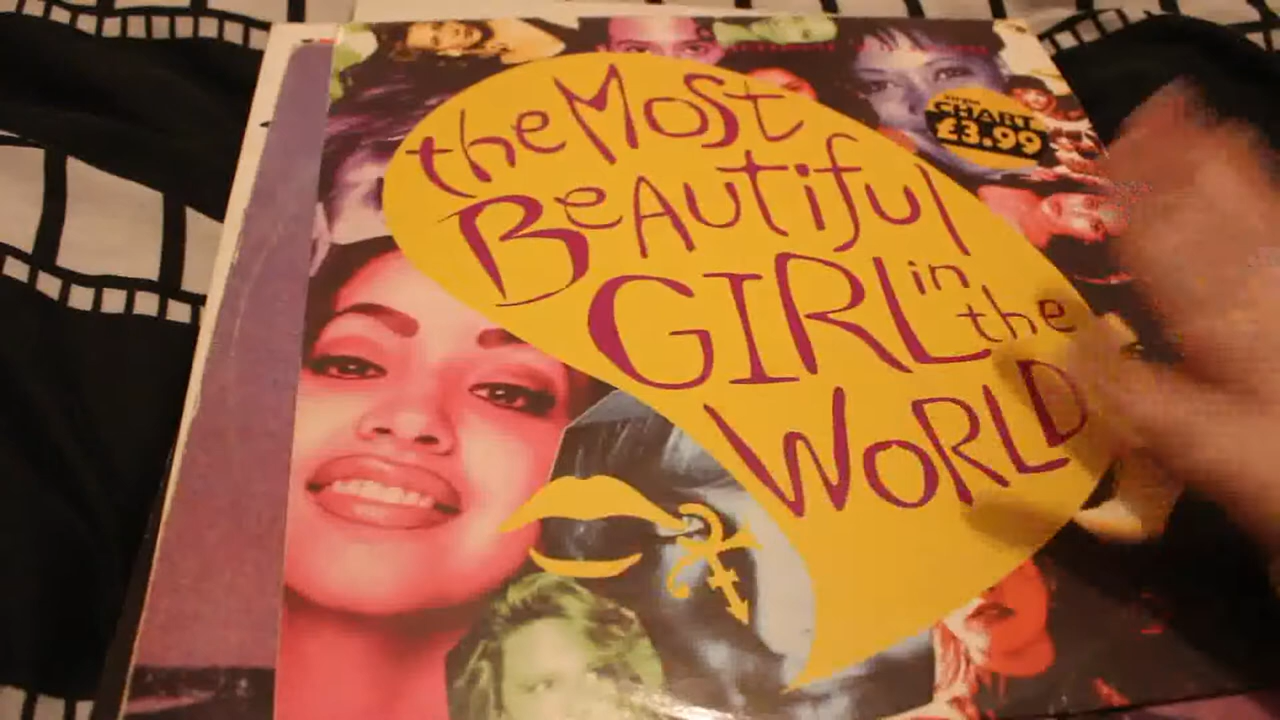 the Most
Beautiful
GIRL in
the
WORLD
CHART
£3.99